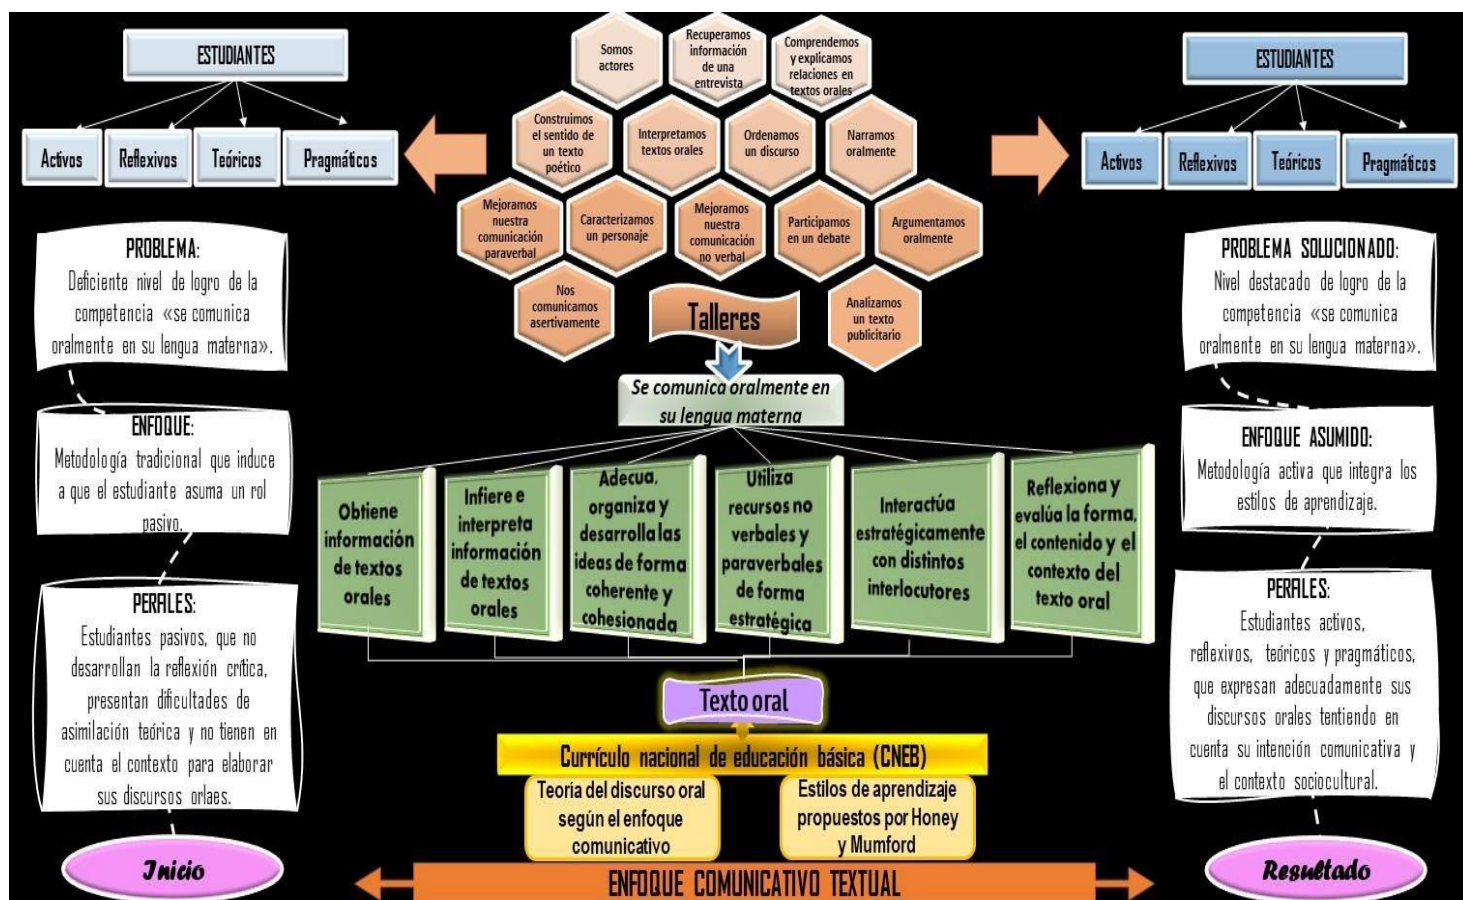 ESTUDIANTES
Activos
Reflexivos
Teóricos
Pragmáticos
PROBLEMA:
Deficiente nivel de logro de la
competencia «se comunica
oralmente en su lengua materna».
ENFOQUE:
Metodología tradicional que induce
a que el estudiante asuma un rol
pasivo.
PERFILES:
Estudiantes pasivos, que no
desarrollan la reflexión crítica,
presentan dificultades de
asimilación teórica y no tienen en
cuenta el contexto para elaborar
sus discursos orlaes.
Inicio
Somos
actores
Recuperamos
información
de una
entrevista
Comprendemos
y explicamos
relaciones en
textos orales
Construimos
el sentido de
un texto
poético
Interpretamos
textos orales
Ordenamos
un discurso
Narramos
oralmente
Mejoramos
nuestra
comunicación
paraverbal
Caracterizamos
un personaje
Mejoramos
nuestra
comunicación
no verbal
Participamos
en un debate
Argumentamos
oralmente
Nos
comunicamos
asertivamente
Talleres
Analizamos
un texto
publicitario
Se comunica oralmente en
su lengua materna
Obtiene
información
de textos
orales
Infiere e
interpreta
información
de textos
orales
Adecua,
organiza y
desarrolla las
ideas de forma
coherente y
cohesionada
Utiliza
recursos no
verbales y
paraverbales
de forma
estratégica
Interactúa
estratégicamente
con distintos
interlocutores
Reflexiona y
evalúa la forma,
el contenido y el
contexto del
texto oral
Texto oral
Currículo nacional de educación básica (CNEB)
Teoría del discurso oral
según el enfoque
comunicativo
Estilos de aprendizaje
propuestos por Honey
y Mumford
ENFOQUE COMUNICATIVO TEXTUAL
ESTUDIANTES
Activos
Reflexivos
Teóricos
Pragmáticos
PROBLEMA SOLUCIONADO:
Nivel destacado de logro de la
competencia «se comunica
oralmente en su lengua materna».
ENFOQUE ASUMIDO:
Metodología activa que integra los
estilos de aprendizaje.
PERFILES:
Estudiantes activos,
reflexivos, teóricos y pragmáticos,
que expresan adecuadamente sus
discursos orales tentiendo en
cuenta su intención comunicativa y
el contexto sociocultural.
Resultado